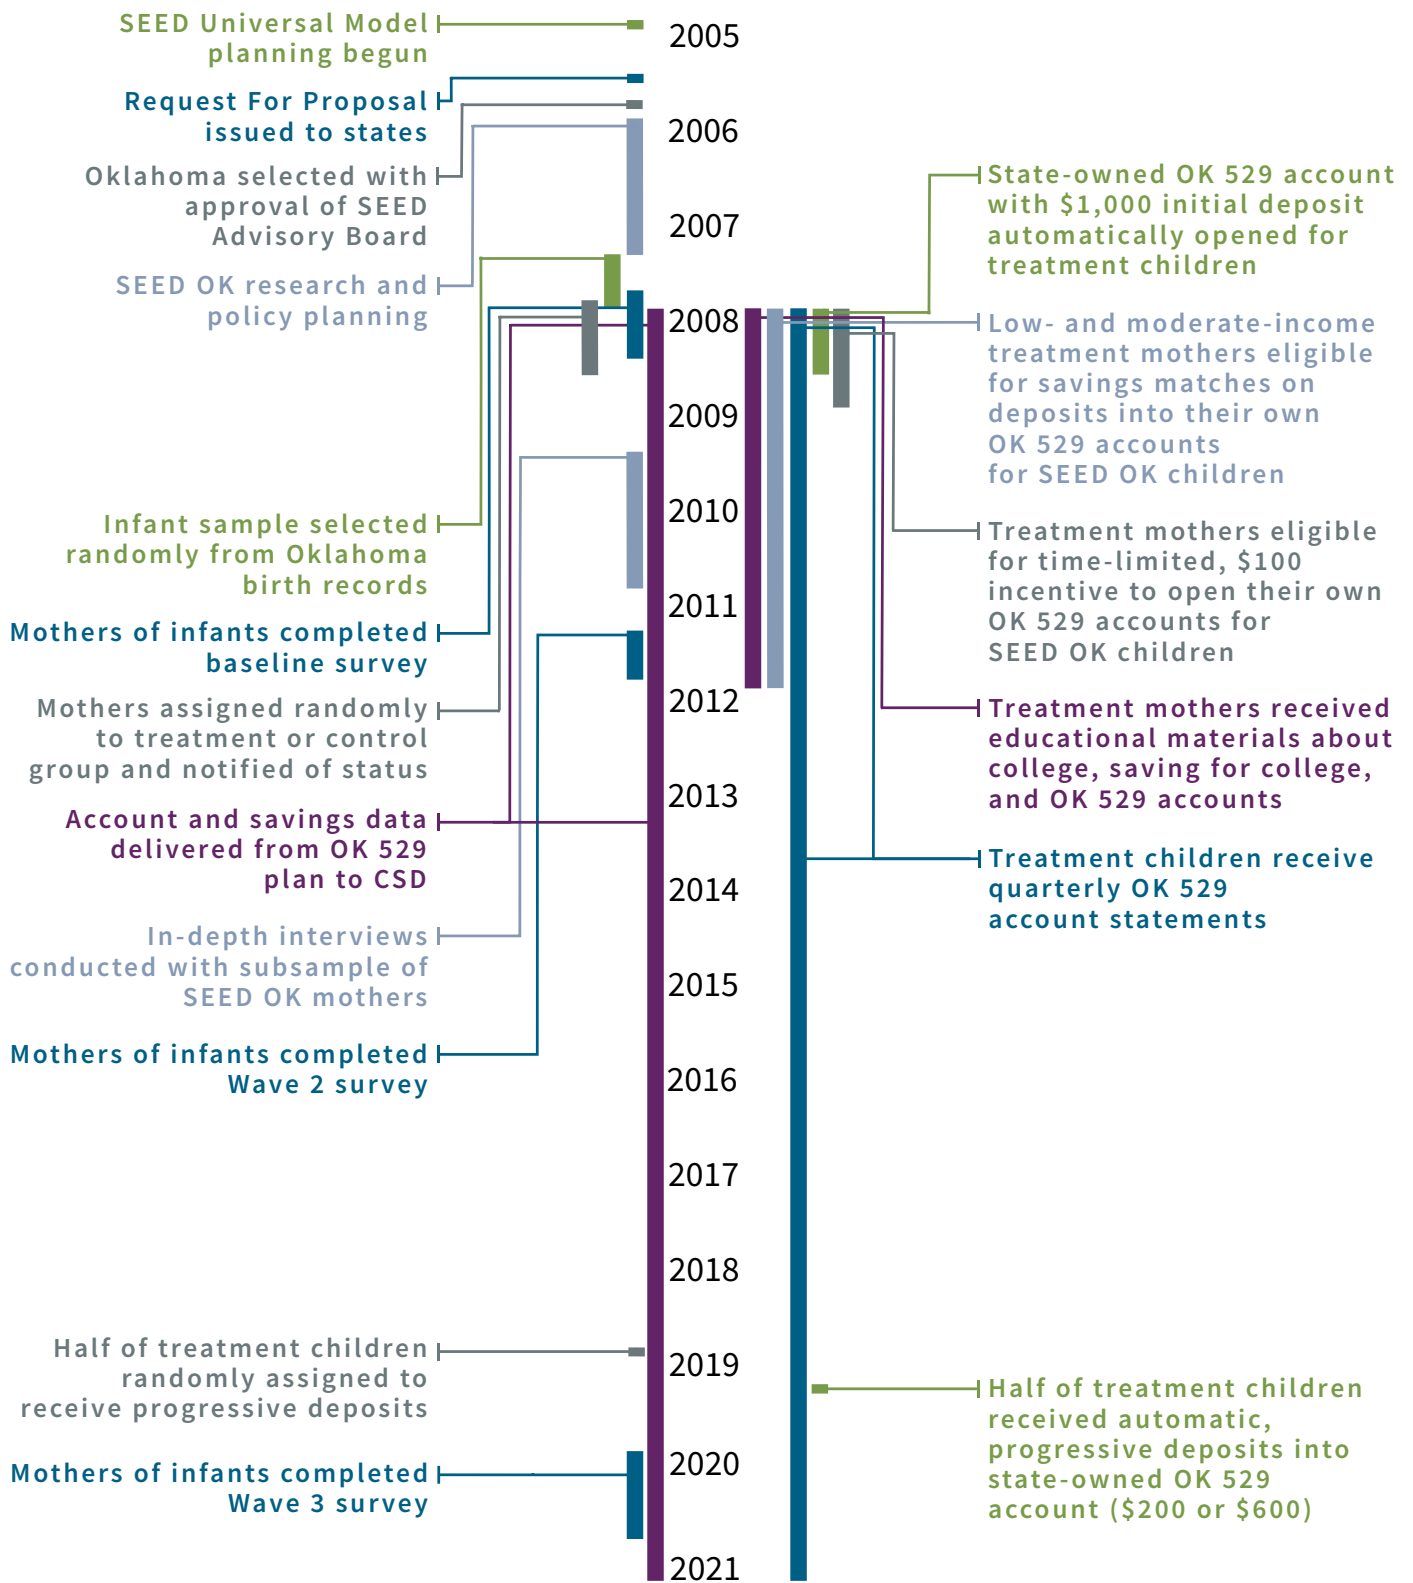 SEED Universal Model
planning begun
Request For Proposal
issued to states
Oklahoma selected with
approval of SEED
Advisory Board
SEED OK research and
policy planning
Infant sample selected
randomly from Oklahoma
birth records
Mothers of infants completed
baseline survey
Mothers assigned randomly
to treatment or control
group and notified of status
Account and savings data
delivered from OK 529
plan to CSD
In-depth interviews
conducted with subsample of
SEED OK mothers
Mothers of infants completed
Wave 2 survey
Half of treatment children
randomly assigned to
receive progressive deposits
Mothers of infants completed
Wave 3 survey
2005
2006
2007
2008
2009
2010
2011
2012
2013
2014
2015
2016
2017
2018
2019
2020
2021
State-owned OK 529 account
with $1,000 initial deposit
automatically opened for
treatment children
Low- and moderate-income
treatment mothers eligible
for savings matches on
deposits into their own
OK 529 accounts
for SEED OK children
Treatment mothers eligible
for time-limited, $100
incentive to open their own
OK 529 accounts for
SEED OK children
Treatment mothers received
educational materials about
college, saving for college,
and OK 529 accounts
Treatment children receive
quarterly OK 529
account statements
Half of treatment children
received automatic,
progressive deposits into
state-owned OK 529
account ($200 or $600)